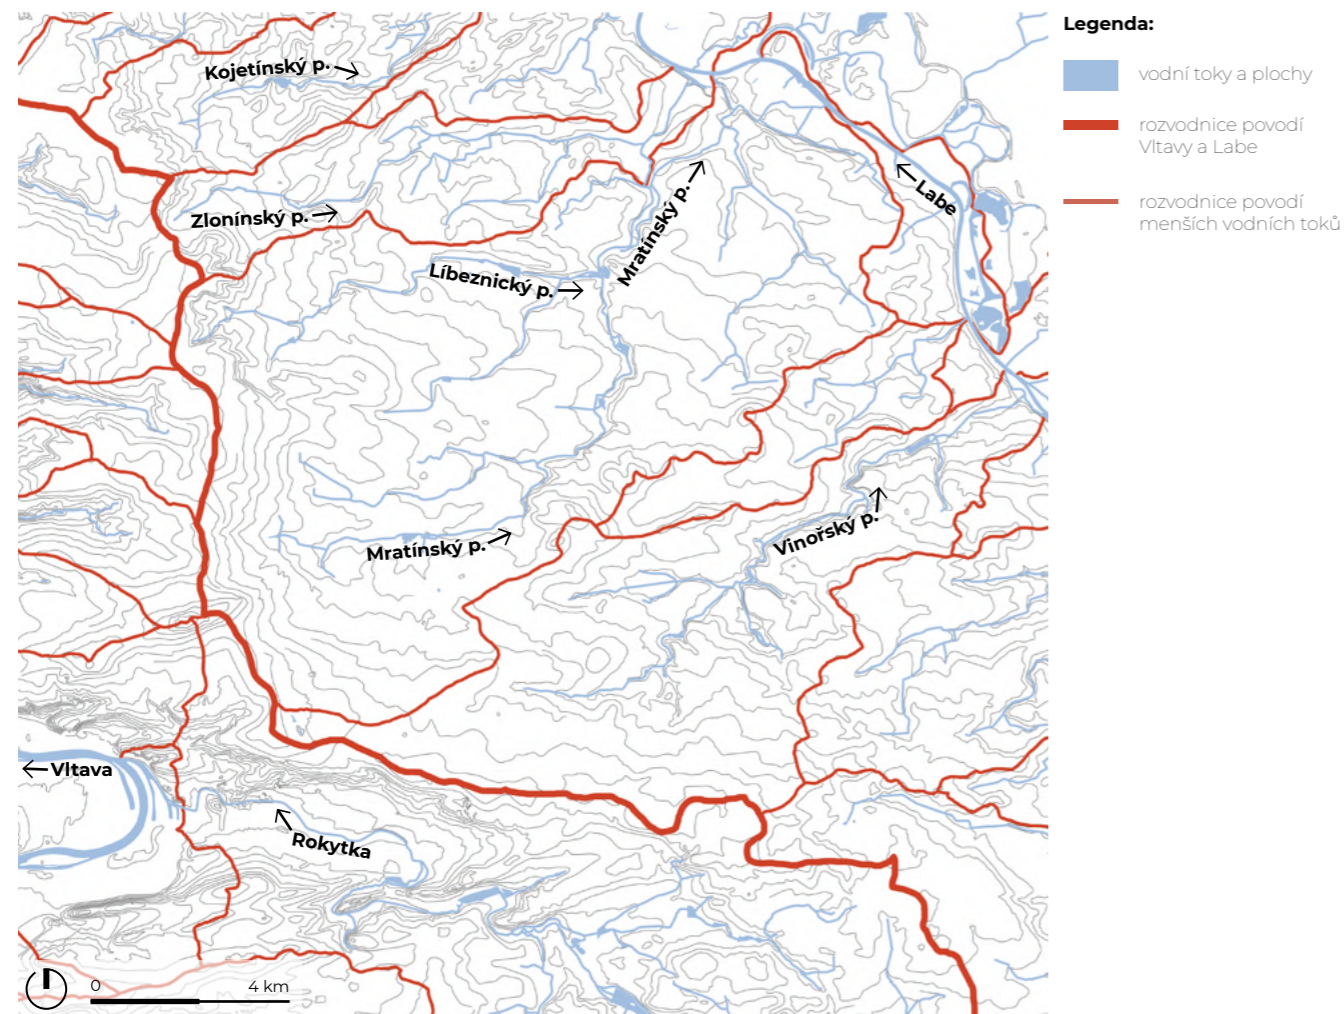 Legenda:
vodní toky a plochy
rozvodnice povodí
Vltavy a Labe
rozvodnice povodí
menších vodních toků
Kojetínský p.
Zlonínský p.
Líbeznický p.
Mratínský p.
Labe
Mratínský p.
Vinořský p.
Vltava
Rokytka
0
4 km